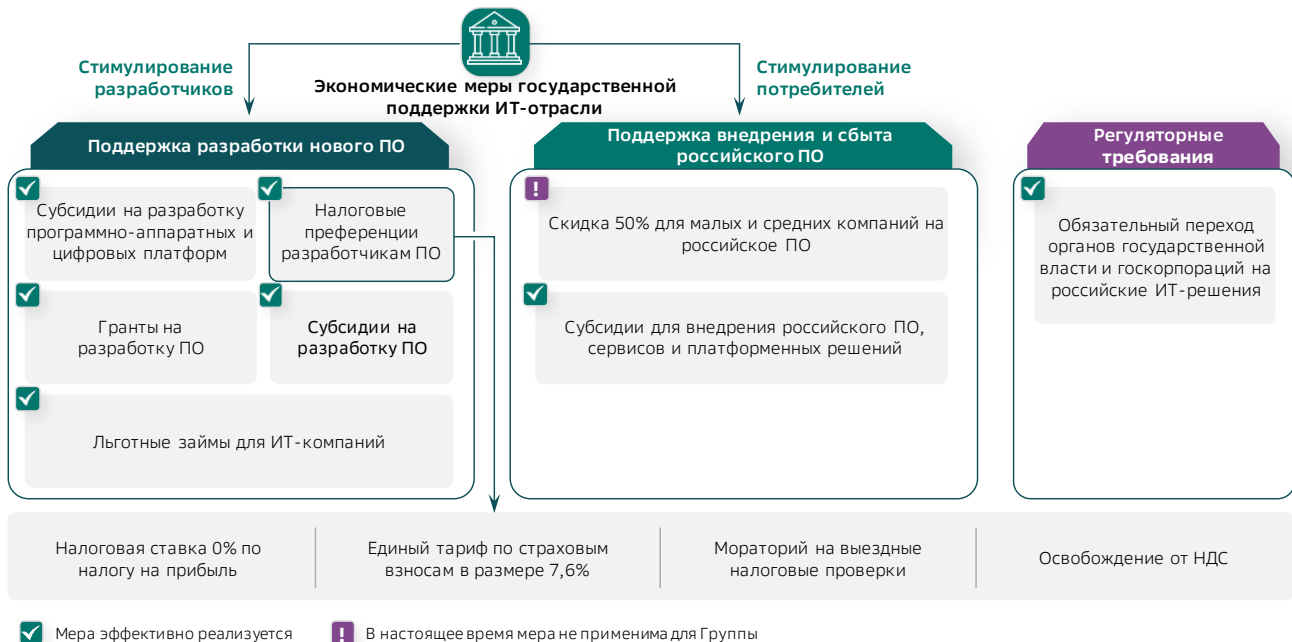 Стимулирование
разработчиков
Экономические меры государственной
поддержки ИТ-отрасли
Стимулирование
потребителей
Поддержка разработки нового ПО
Субсидии на разработку
программно-аппаратных и
цифровых платформ
Налоговые
преференции
разработчикам ПО
Гранты на
разработку ПО
Субсидии на
разработку ПО
Льготные займы для ИТ-компаний
Поддержка внедрения и сбыта
российского ПО
!
Скидка 50% для малых и средних компаний на
российское ПО
Субсидии для внедрения российского ПО,
сервисов и платформенных решений
Регуляторные
требования
Обязательный переход
органов государственной
власти и госкорпораций на
российские ИТ-решения
Налоговая ставка 0% по
налогу на прибыль
Единый тариф по страховым
взносам в размере 7,6%
Мораторий на выездные
налоговые проверки
Освобождение от НДС
Мера эффективно реализуется
! В настоящее время мера не применима для Группы